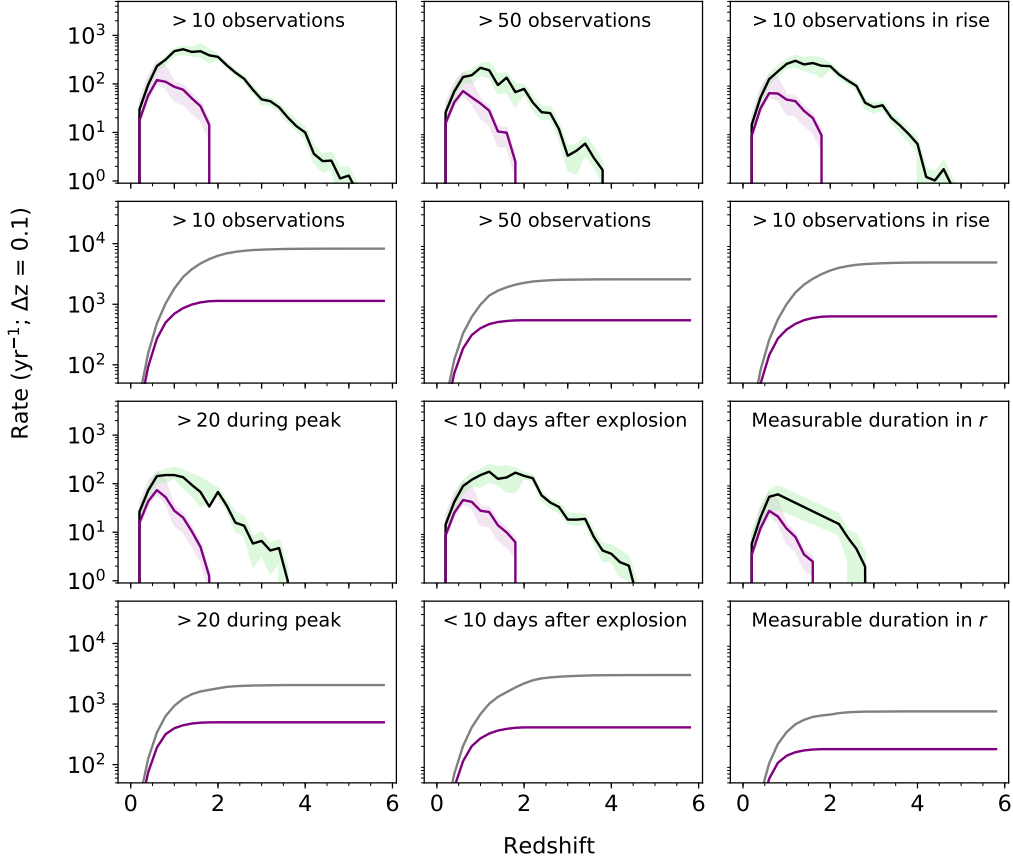 > 10 observations
> 50 observations
> 10 observations in rise
10³
10²
10¹
10⁰
> 10 observations
> 50 observations
> 10 observations in rise
10⁴
10³
10²
Rate (yr⁻¹; Δz = 0.1)
> 20 during peak
< 10 days after explosion
Measurable duration in r
10³
10²
10¹
10⁰
> 20 during peak
< 10 days after explosion
Measurable duration in r
10⁴
10³
10²
0 2 4 6 0 2 4 6 0 2 4 6
Redshift